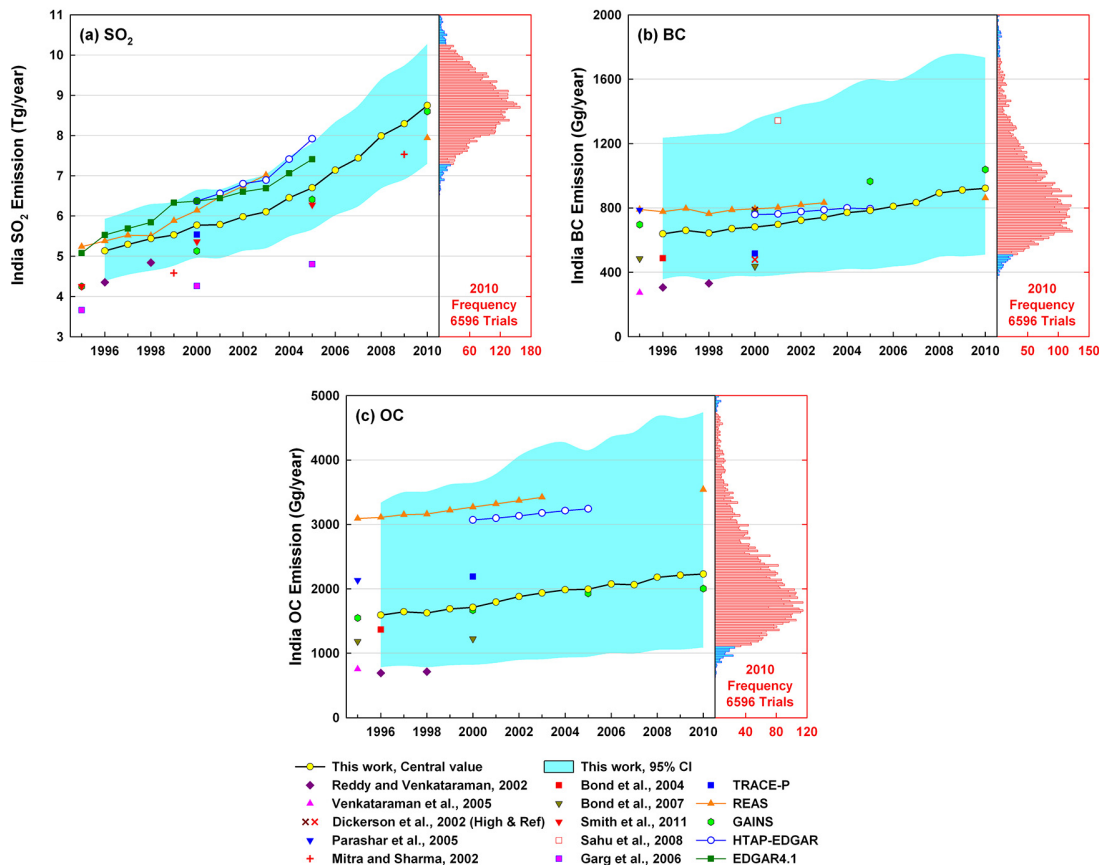 (a) SO2
India SO2 Emission (Tg/year)
11
10
9
8
7
6
5
4
3
1996 1998 2000 2002 2004 2006 2008 2010
2010
Frequency
6596 Trials
60 120 180
(b) BC
India BC Emission (Gg/year)
2000
1600
1200
800
400
0
1996 1998 2000 2002 2004 2006 2008 2010
2010
Frequency
6596 Trials
50 100 150
(c) OC
India OC Emission (Gg/year)
5000
4000
3000
2000
1000
0
1996 1998 2000 2002 2004 2006 2008 2010
2010
Frequency
6596 Trials
40 80 120
This work, Central value
This work, 95% CI
Reddy and Venkataraman, 2002
Bond et al., 2004
TRACE-P
Venkataraman et al., 2005
Bond et al., 2007
REAS
Dickerson et al., 2002 (High & Ref)
Smith et al., 2011
GAINS
Parashar et al., 2005
Sahu et al., 2008
HTAP-EDGAR
Mitra and Sharma, 2002
Garg et al., 2006
EDGAR4.1